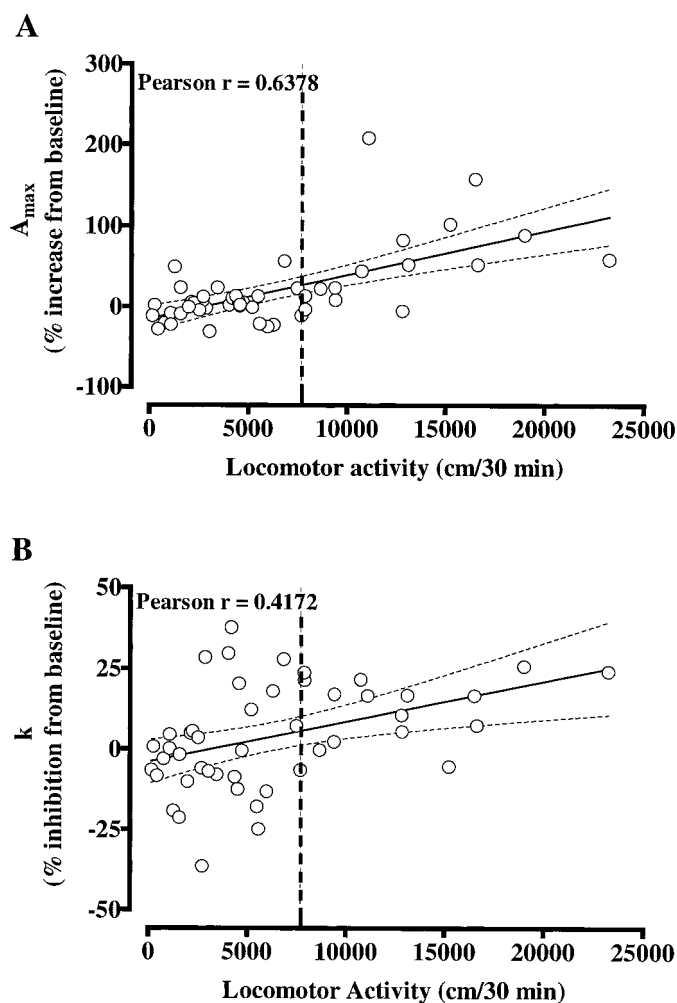 A
300
Pearson r = 0.6378
200
100
0
-100
A_max
(% increase from baseline)
0 5000 10000 15000 20000 25000
Locomotor activity (cm/30 min)
B
50
Pearson r = 0.4172
25
0
-25
-50
k
(% inhibition from baseline)
0 5000 10000 15000 20000 25000
Locomotor Activity (cm/30 min)